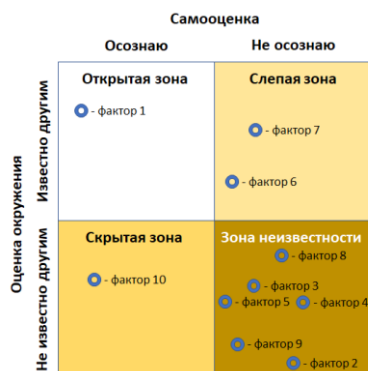 Самооценка
Осознаю
Не осознаю
Оценка окружения
Известно другим
Не известно другим
Открытая зона
- фактор 1
Слепая зона
- фактор 7
- фактор 6
Скрытая зона
- фактор 10
Зона неизвестности
- фактор 8
- фактор 3
- фактор 5
- фактор 4
- фактор 9
- фактор 2